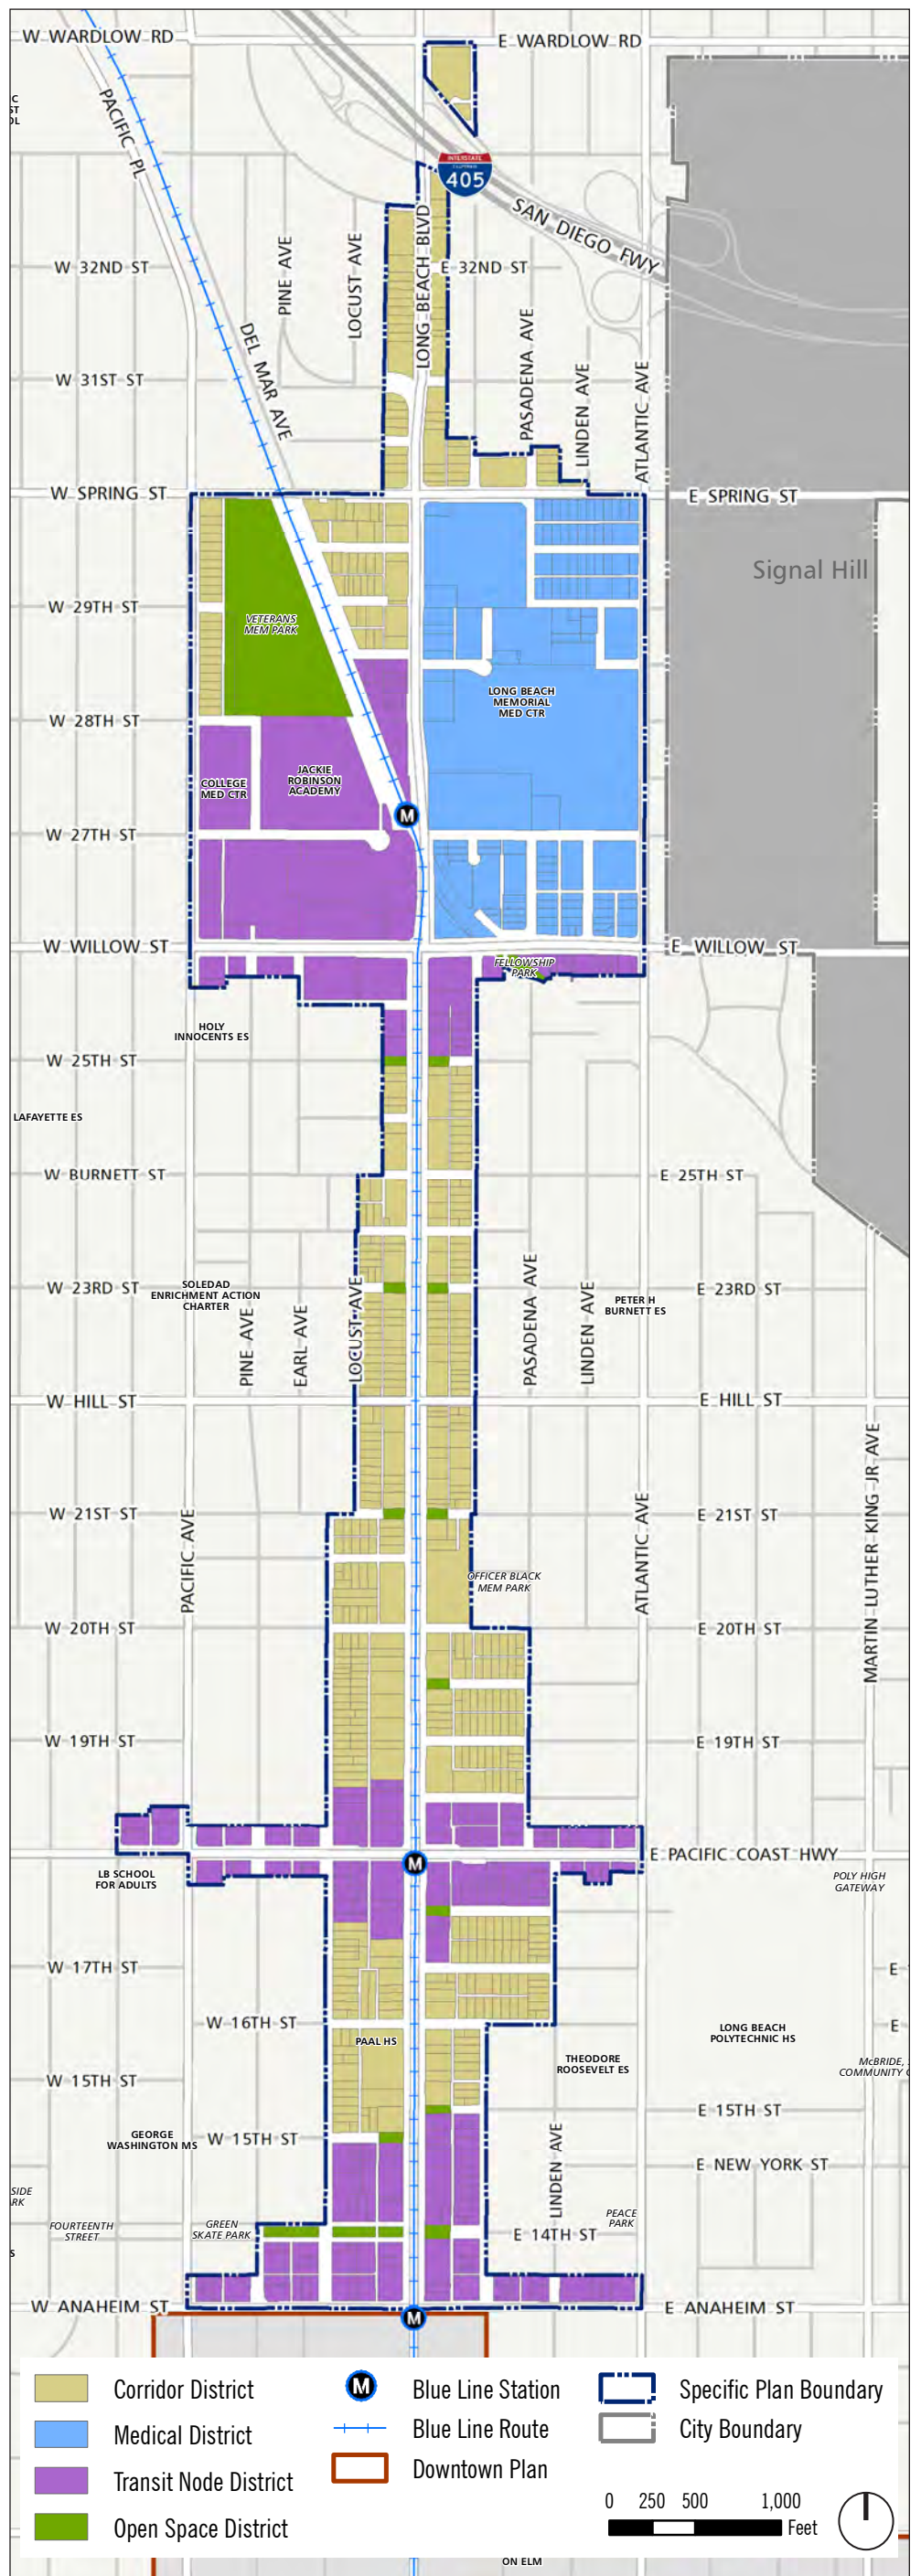 W WARDLOW RD
E WARDLOW RD
C
ST
OL
PACIFIC PL
INTERSTATE
CALIFORNIA
405
SAN DIEGO FWY
W 32ND ST
PINE AVE
LOCUST AVE
LONG BEACH BLVD
E 32ND ST
DEL MAR AVE
PASADENA AVE
LINDEN AVE
ATLANTIC AVE
W 31ST ST
W SPRING ST
E SPRING ST
Signal Hill
W 29TH ST
VETERANS
MEM PARK
LONG BEACH
MEMORIAL
MED CTR
W 28TH ST
COLLEGE
MED CTR
JACKIE
ROBINSON
ACADEMY
M
W 27TH ST
W WILLOW ST
E WILLOW ST
FELLOWSHIP
PARK
HOLY
INNOCENTS ES
W 25TH ST
LAFAYETTE ES
W BURNETT ST
E 25TH ST
W 23RD ST
SOLEDAD
ENRICHMENT ACTION
CHARTER
E 23RD ST
PETER H
BURNETT ES
PINE AVE
EARL AVE
LOCUST AVE
PASADENA AVE
LINDEN AVE
W HILL ST
E HILL ST
W 21ST ST
E 21ST ST
PACIFIC AVE
ATLANTIC AVE
MARTIN LUTHER KING JR AVE
OFFICER BLACK
MEM PARK
W 20TH ST
E 20TH ST
W 19TH ST
E 19TH ST
E PACIFIC COAST HWY
M
LB SCHOOL
FOR ADULTS
POLY HIGH
GATEWAY
W 17TH ST
E
W 16TH ST
E
PAAL HS
LONG BEACH
POLYTECHNIC HS
THEODORE
ROOSEVELT ES
McBRIDE,
COMMUNITY C
W 15TH ST
E 15TH ST
GEORGE
WASHINGTON MS
W 15TH ST
LINDEN AVE
E NEW YORK ST
SIDE
RK
FOURTEENTH
STREET
GREEN
SKATE PARK
PEACE
PARK
E 14TH ST
S
W ANAHEIM ST
E ANAHEIM ST
M
Corridor District
Medical District
Transit Node District
Open Space District
M
Blue Line Station
Blue Line Route
Downtown Plan
Specific Plan Boundary
City Boundary
0 250 500 1,000
Feet
ON ELM